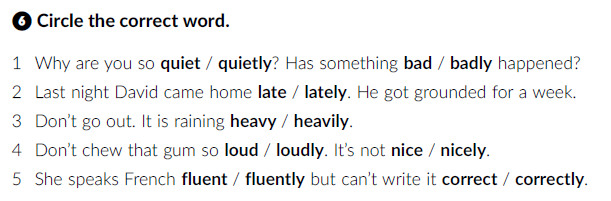 6 Circle the correct word.
1 Why are you so quiet / quietly? Has something bad / badly happened?
2 Last night David came home late / lately. He got grounded for a week.
3 Don't go out. It is raining heavy / heavily.
4 Don't chew that gum so loud / loudly. It's not nice / nicely.
5 She speaks French fluent / fluently but can't write it correct / correctly.